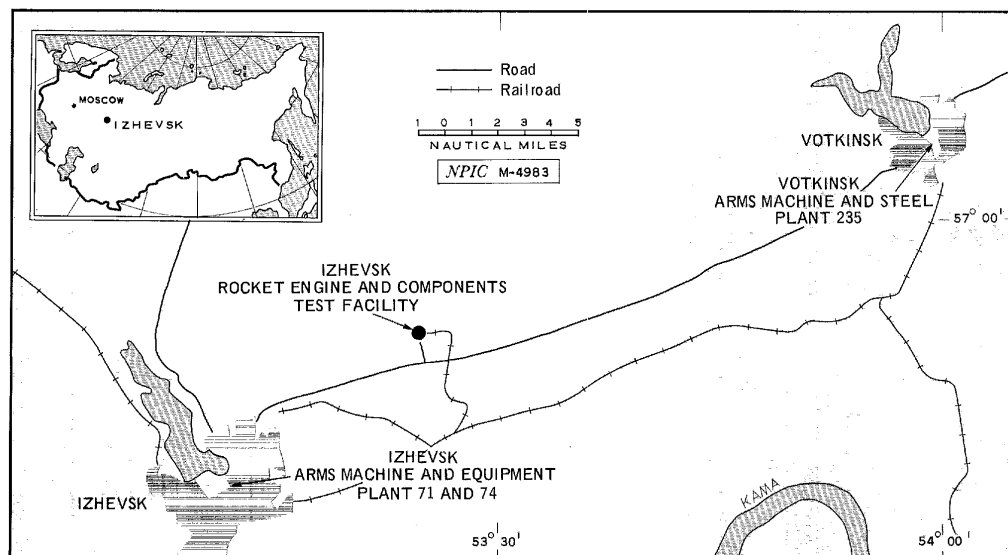 MOSCOW
IZHEVSK
Road
Railroad
1 0 1 2 3 4 5
NAUTICAL MILES
NPIC M-4983
VOTKINSK
VOTKINSK
ARMS MACHINE AND STEEL
PLANT 235
57° 00'
IZHEVSK
ROCKET ENGINE AND COMPONENTS
TEST FACILITY
IZHEVSK
ARMS MACHINE AND EQUIPMENT
PLANT 71 AND 74
IZHEVSK
KAMA
53° 30'
54° 00'